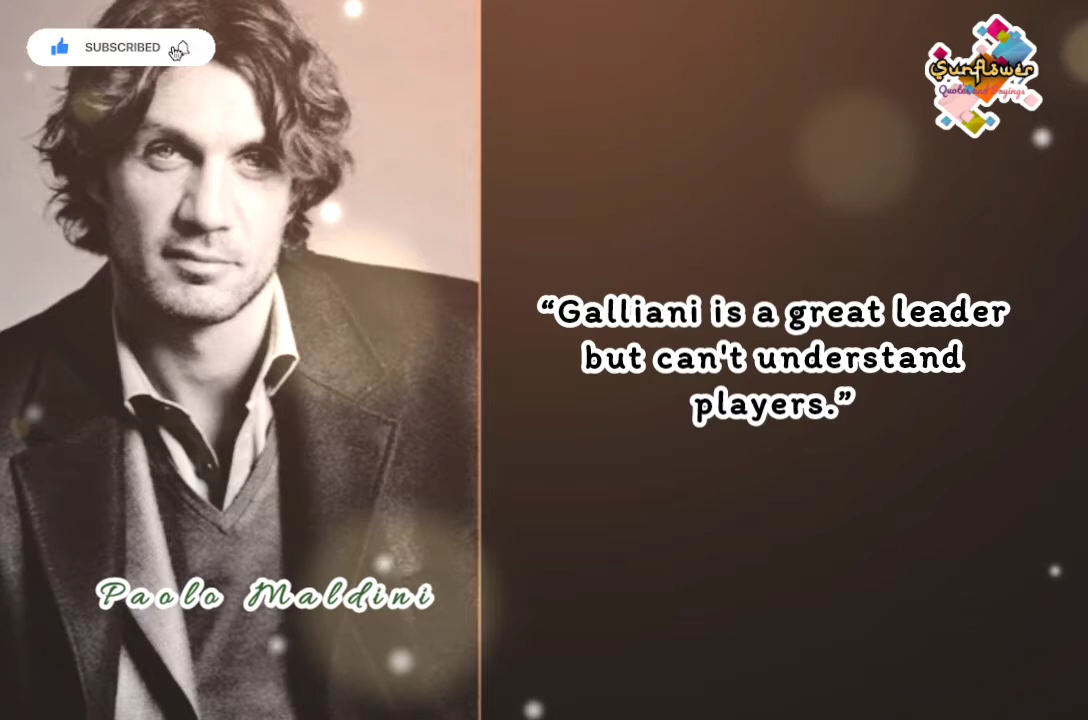 SUBSCRIBED
Sunflower
Quotes and Sayings
“Galliani is a great leader
but can't understand
players.”
Paolo Maldini